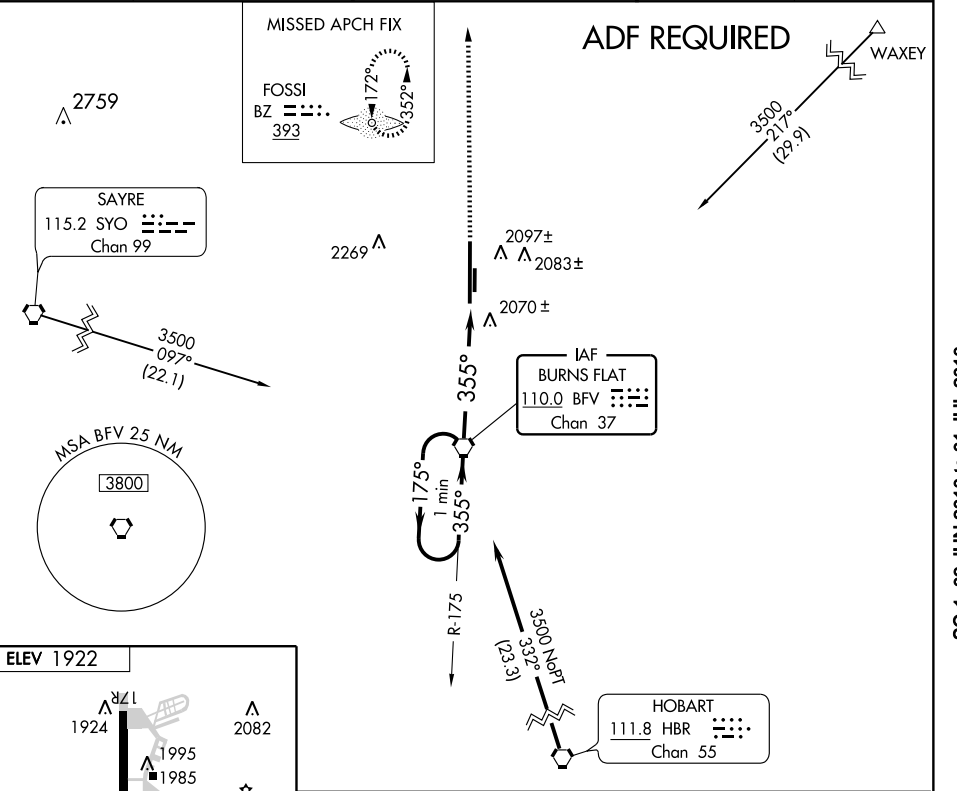 MISSED APCH FIX
FOSSI
BZ
393
172°
352°
ADF REQUIRED
WAXEY
3500
217°
(29.9)
2759
SAYRE
115.2 SYO
Chan 99
2269
2097±
2083±
2070±
3500
097°
(22.1)
355°
IAF
BURNS FLAT
110.0 BFV
Chan 37
MSA BFV 25 NM
3800
175°
1 min
355°
R-175
3500 NoPT
332°
(23.3)
HOBART
111.8 HBR
Chan 55
ELEV 1922
17R
1924
2082
1995
1985